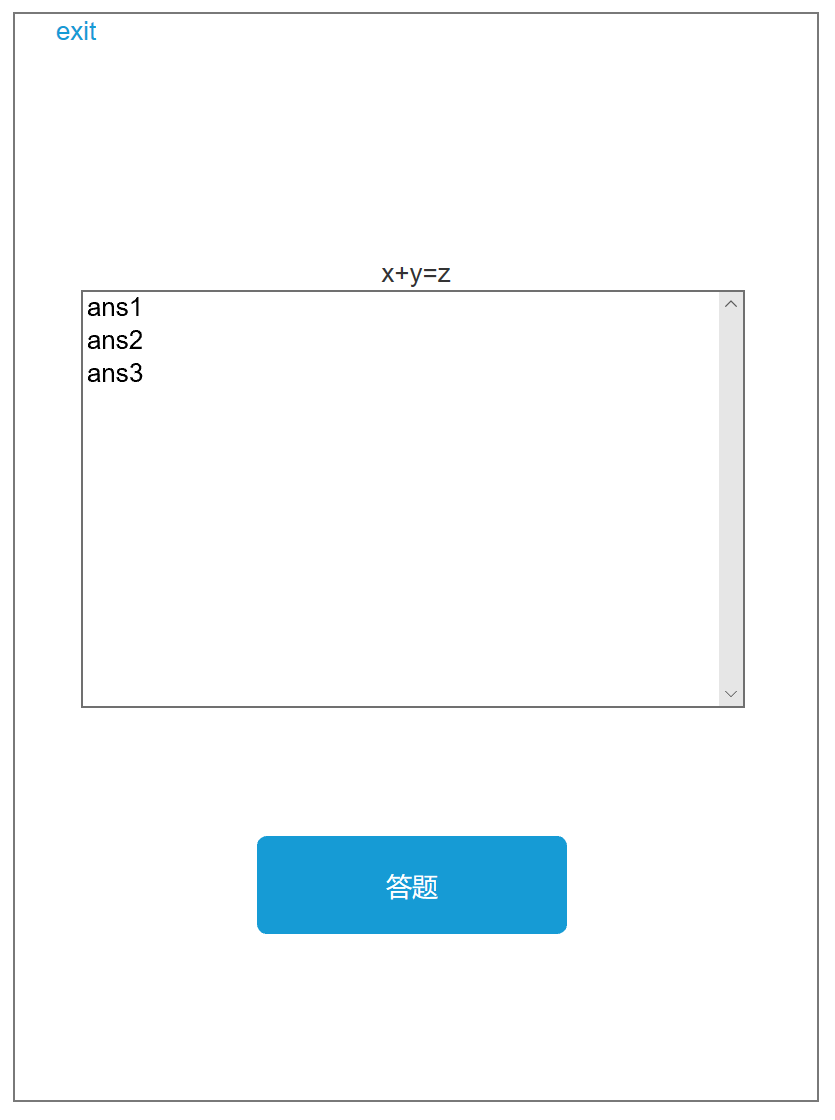 exit
x+y=z
ans1
ans2
ans3
答题